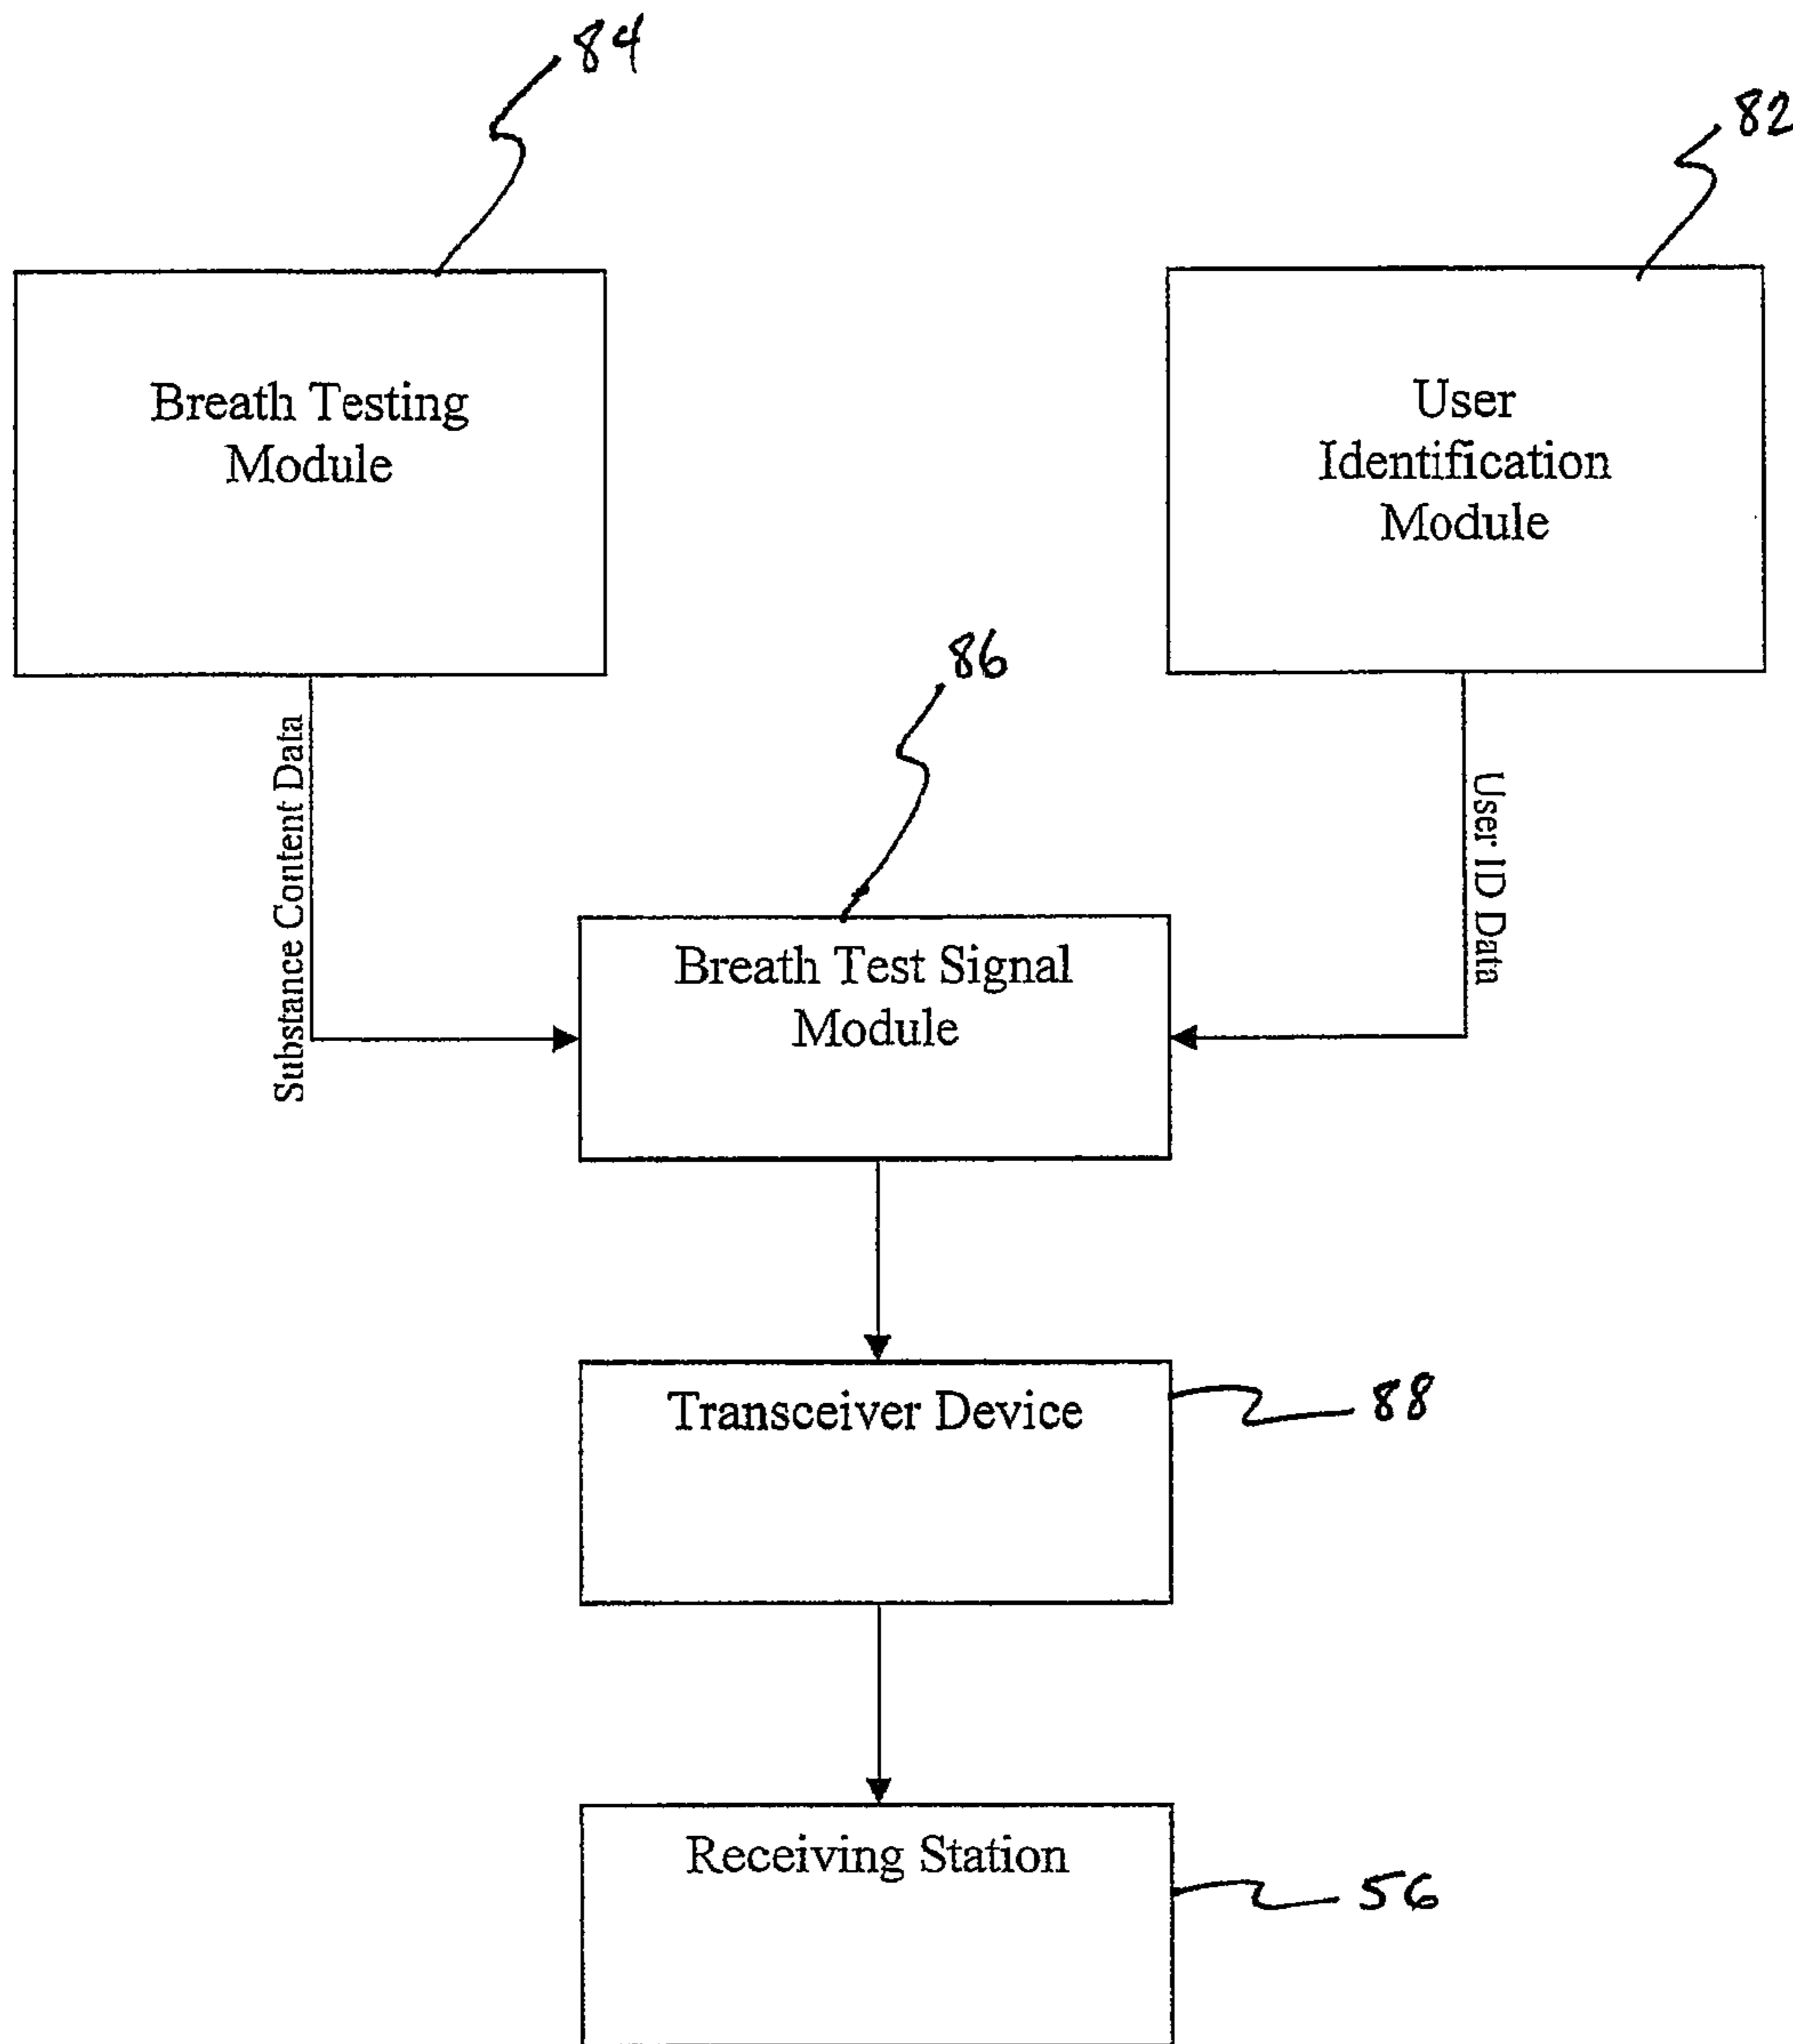 84
82
Breath Testing
Module
User
Identification
Module
Substance Content Data
User ID Data
86
Breath Test Signal
Module
Transceiver Device
88
Receiving Station
56